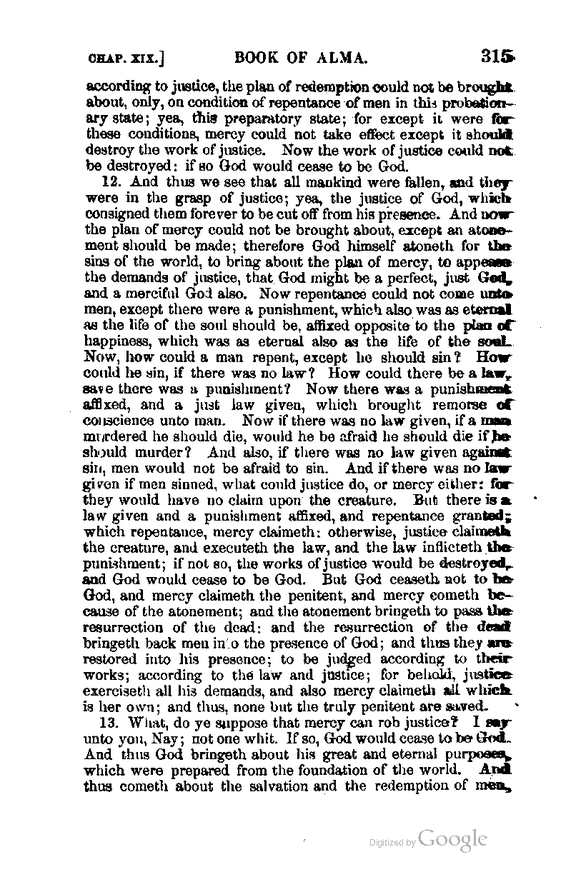 CHAP. XIX.] BOOK OF ALMA. 315
according to justice, the plan of redemption could not be brought
about, only, on condition of repentance of men in this probation-
ary state; yea, this preparatory state; for except it were for
these conditions, mercy could not take effect except it should
destroy the work of justice. Now the work of justice could not
be destroyed: if so God would cease to be God.
12. And thus we see that all mankind were fallen, and they
were in the grasp of justice; yea, the justice of God, which
consigned them forever to be cut off from his presence. And now
the plan of mercy could not be brought about, except an atone-
ment should be made; therefore God himself atoneth for the
sins of the world, to bring about the plan of mercy, to appease
the demands of justice, that God might be a perfect, just God,
and a merciful God also. Now repentance could not come unto
men, except there were a punishment, which also was as eternal
as the life of the soul should be, affixed opposite to the plan of
happiness, which was as eternal also as the life of the soul.
Now, how could a man repent, except he should sin? How
could he sin, if there was no law? How could there be a law,
save there was a punishment? Now there was a punishment
affixed, and a just law given, which brought remorse of
conscience unto man. Now if there was no law given, if a man
murdered he should die, would he be afraid he should die if he
should murder? And also, if there was no law given against
sin, men would not be afraid to sin. And if there was no law
given if men sinned, what could justice do, or mercy either: for
they would have no claim upon the creature. But there is a
law given and a punishment affixed, and repentance granted;
which repentance, mercy claimeth: otherwise, justice claimeth
the creature, and executeth the law, and the law inflicteth the
punishment; if not so, the works of justice would be destroyed,
and God would cease to be God. But God ceaseth not to be
God, and mercy claimeth the penitent, and mercy cometh be-
cause of the atonement; and the atonement bringeth to pass the
resurrection of the dead: and the resurrection of the dead
bringeth back men into the presence of God; and thus they are
restored into his presence; to be judged according to their
works; according to the law and justice; for behold, justice
exerciseth all his demands, and also mercy claimeth all which
is her own; and thus, none but the truly penitent are saved.
13. What, do ye suppose that mercy can rob justice? I say
unto you, Nay; not one whit. If so, God would cease to be God.
And thus God bringeth about his great and eternal purposes,
which were prepared from the foundation of the world. And
thus cometh about the salvation and the redemption of men,
Digitized by Google